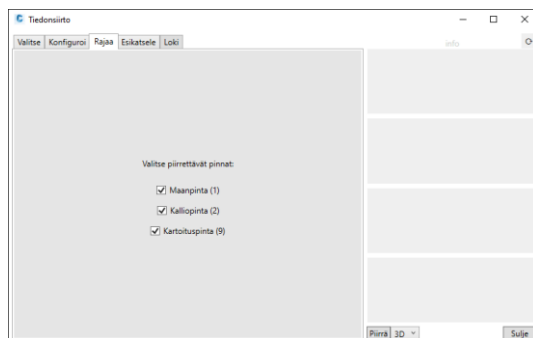 Tiedonsiirto
Valitse Konfiguroi Rajaa Esikatsele Loki
info
Valitse piirrettävät pinnat:
Maanpinta (1)
Kalliopinta (2)
Kartoituspinta (9)
Piirrä 3D Sulje